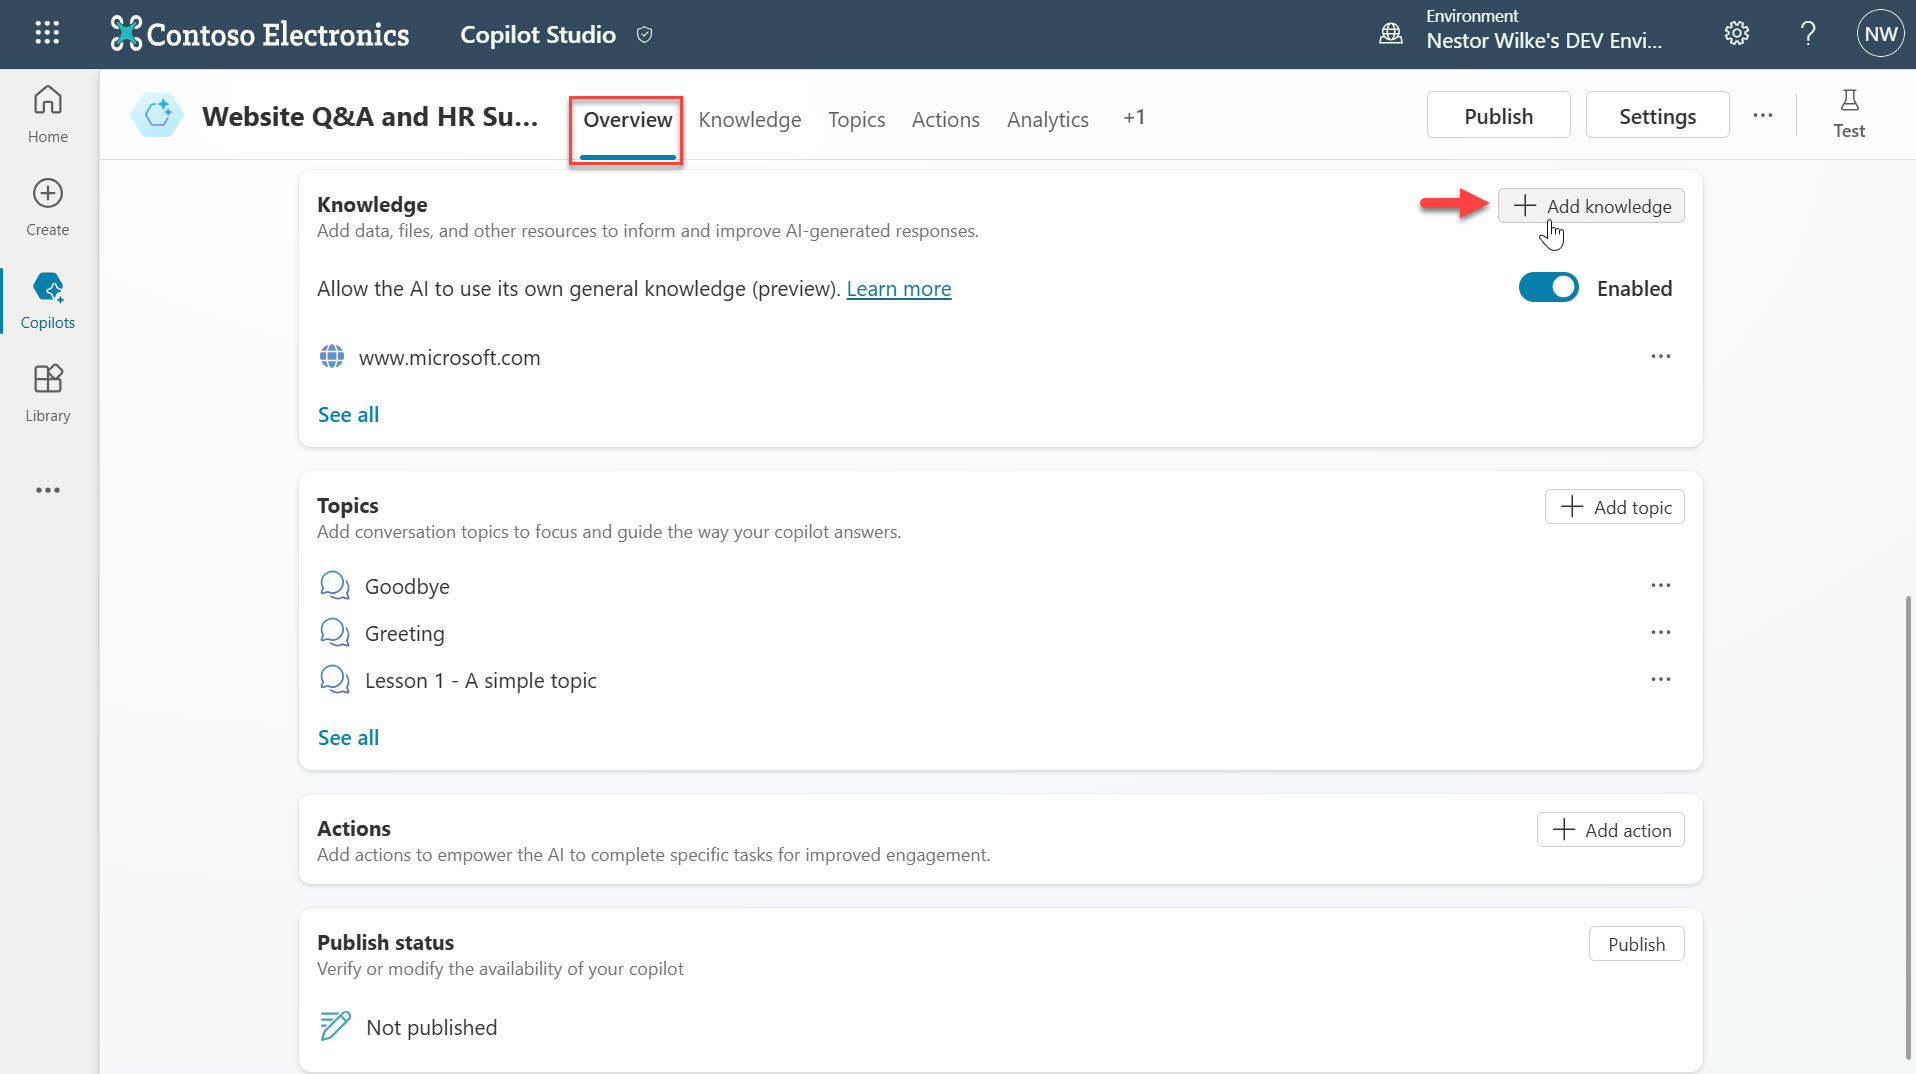 Contoso Electronics
Copilot Studio
Environment
Nestor Wilke's DEV Envi...
NW
Home
Create
Copilots
Library
Website Q&A and HR Su...
Overview
Knowledge
Topics
Actions
Analytics
+1
Publish
Settings
Test
Knowledge
Add data, files, and other resources to inform and improve AI-generated responses.
Add knowledge
Allow the AI to use its own general knowledge (preview). Learn more
Enabled
www.microsoft.com
See all
Topics
Add conversation topics to focus and guide the way your copilot answers.
Add topic
Goodbye
Greeting
Lesson 1 - A simple topic
See all
Actions
Add actions to empower the AI to complete specific tasks for improved engagement.
Add action
Publish status
Verify or modify the availability of your copilot
Publish
Not published